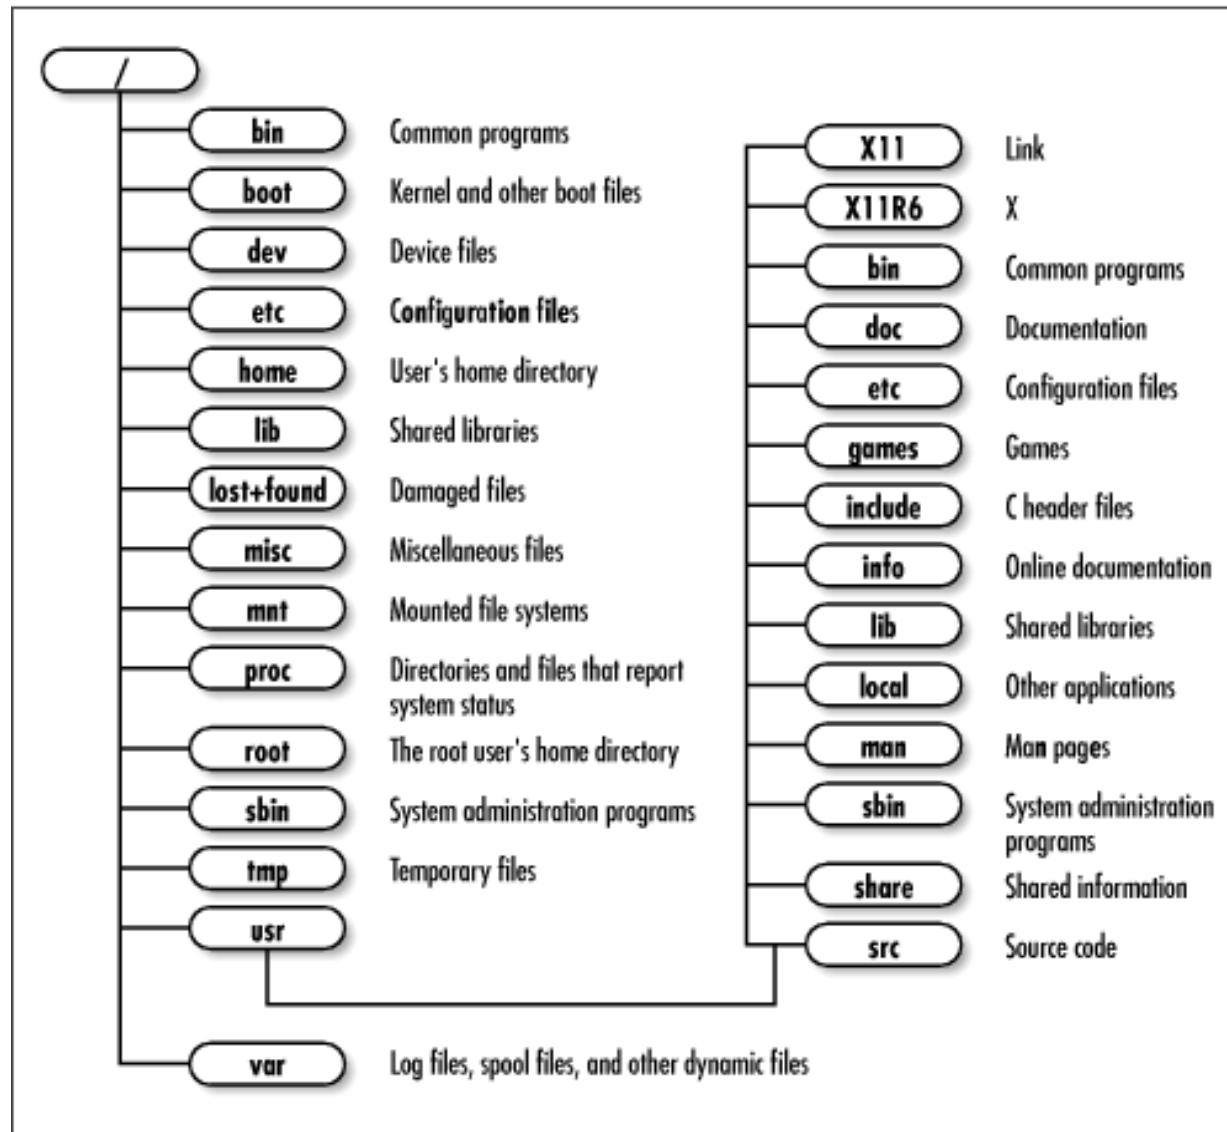 /
bin Common programs
boot Kernel and other boot files
dev Device files
etc Configuration files
home User's home directory
lib Shared libraries
lost+found Damaged files
misc Miscellaneous files
mnt Mounted file systems
proc Directories and files that report
system status
root The root user's home directory
sbin System administration programs
tmp Temporary files
usr
var Log files, spool files, and other dynamic files
X11 Link
X11R6 X
bin Common programs
doc Documentation
etc Configuration files
games Games
include C header files
info Online documentation
lib Shared libraries
local Other applications
man Man pages
sbin System administration
programs
share Shared information
src Source code